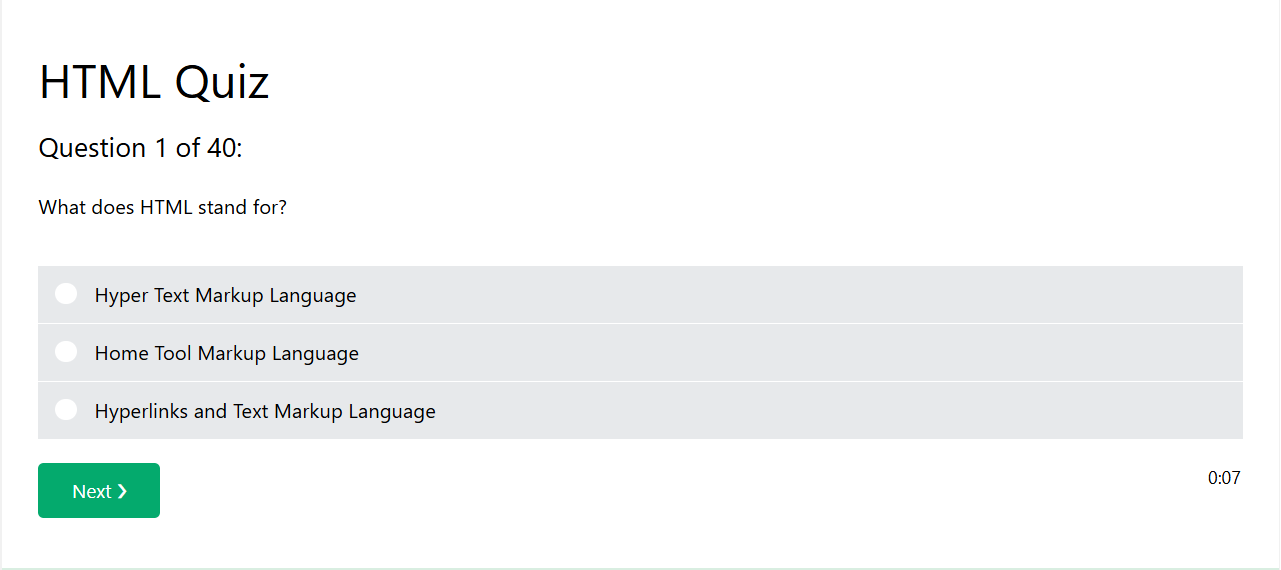 HTML Quiz
Question 1 of 40:
What does HTML stand for?
Hyper Text Markup Language
Home Tool Markup Language
Hyperlinks and Text Markup Language
Next ❯
0:07